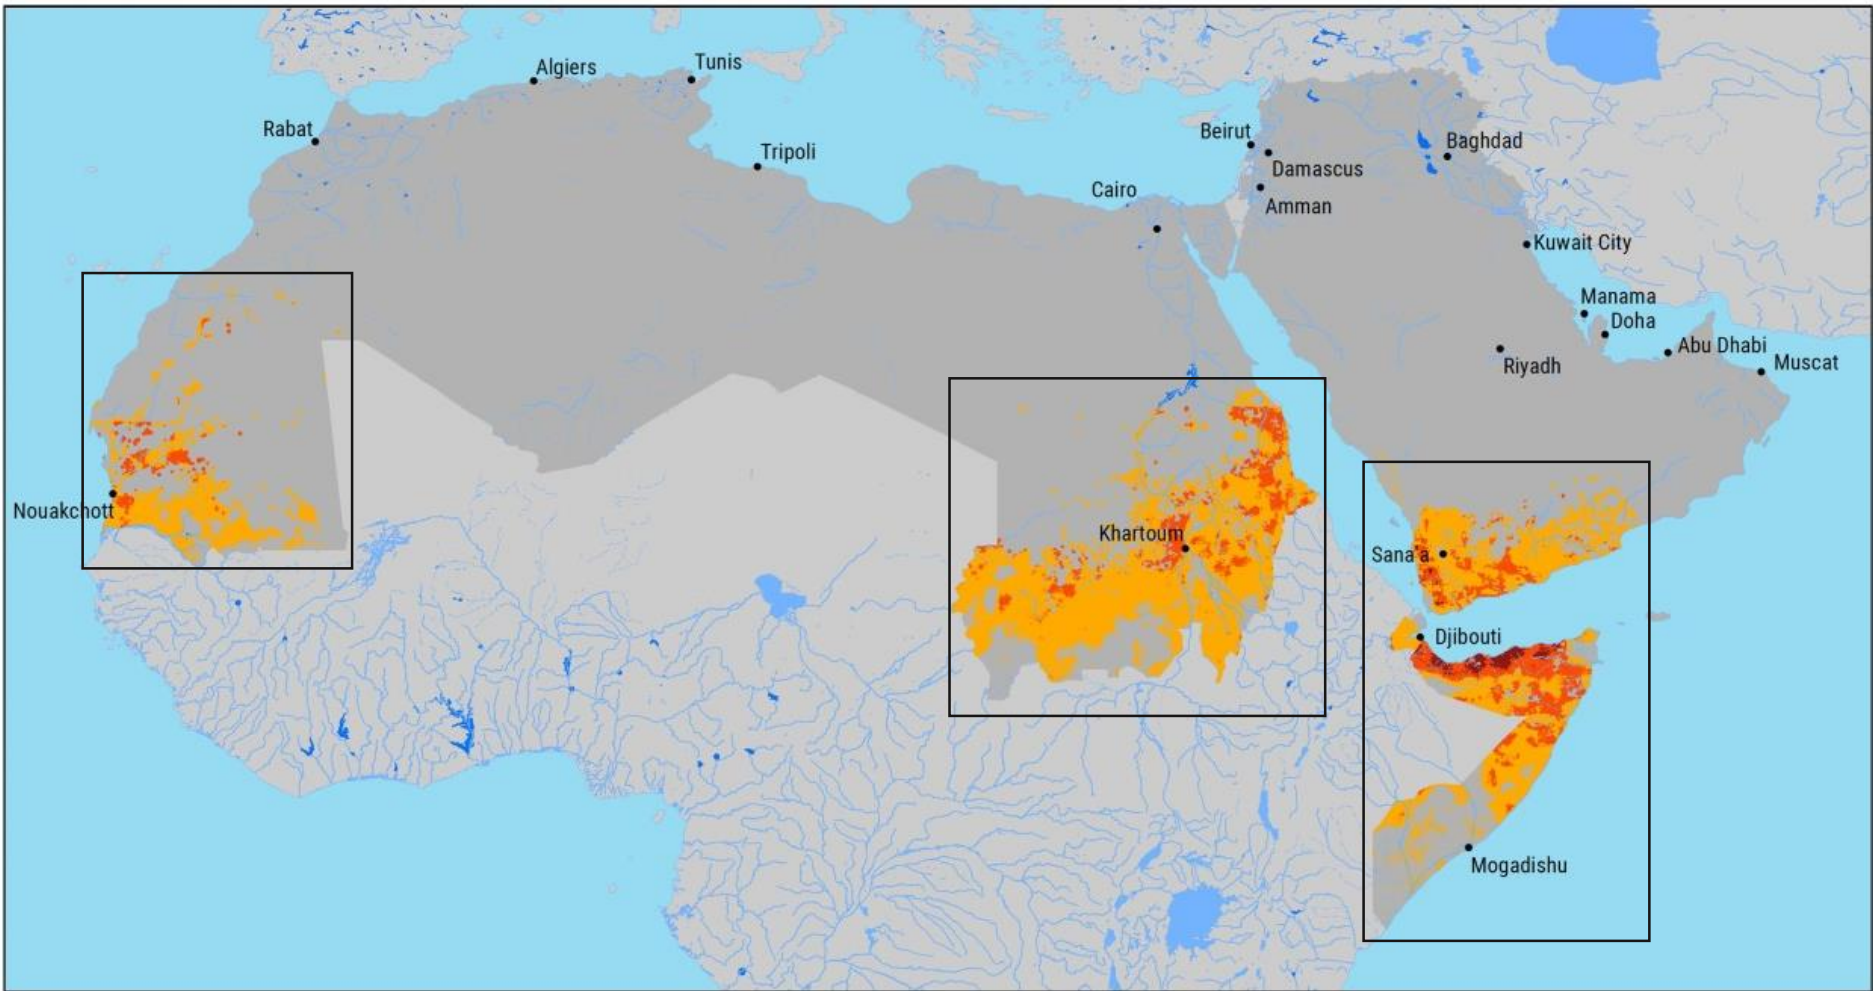 Algiers
Tunis
Rabat
Beirut
Baghdad
Tripoli
Damascus
Cairo
Amman
Kuwait City
Manama
Doha
Abu Dhabi
Muscat
Riyadh
Nouakchott
Khartoum
Sana'a
Djibouti
Mogadishu